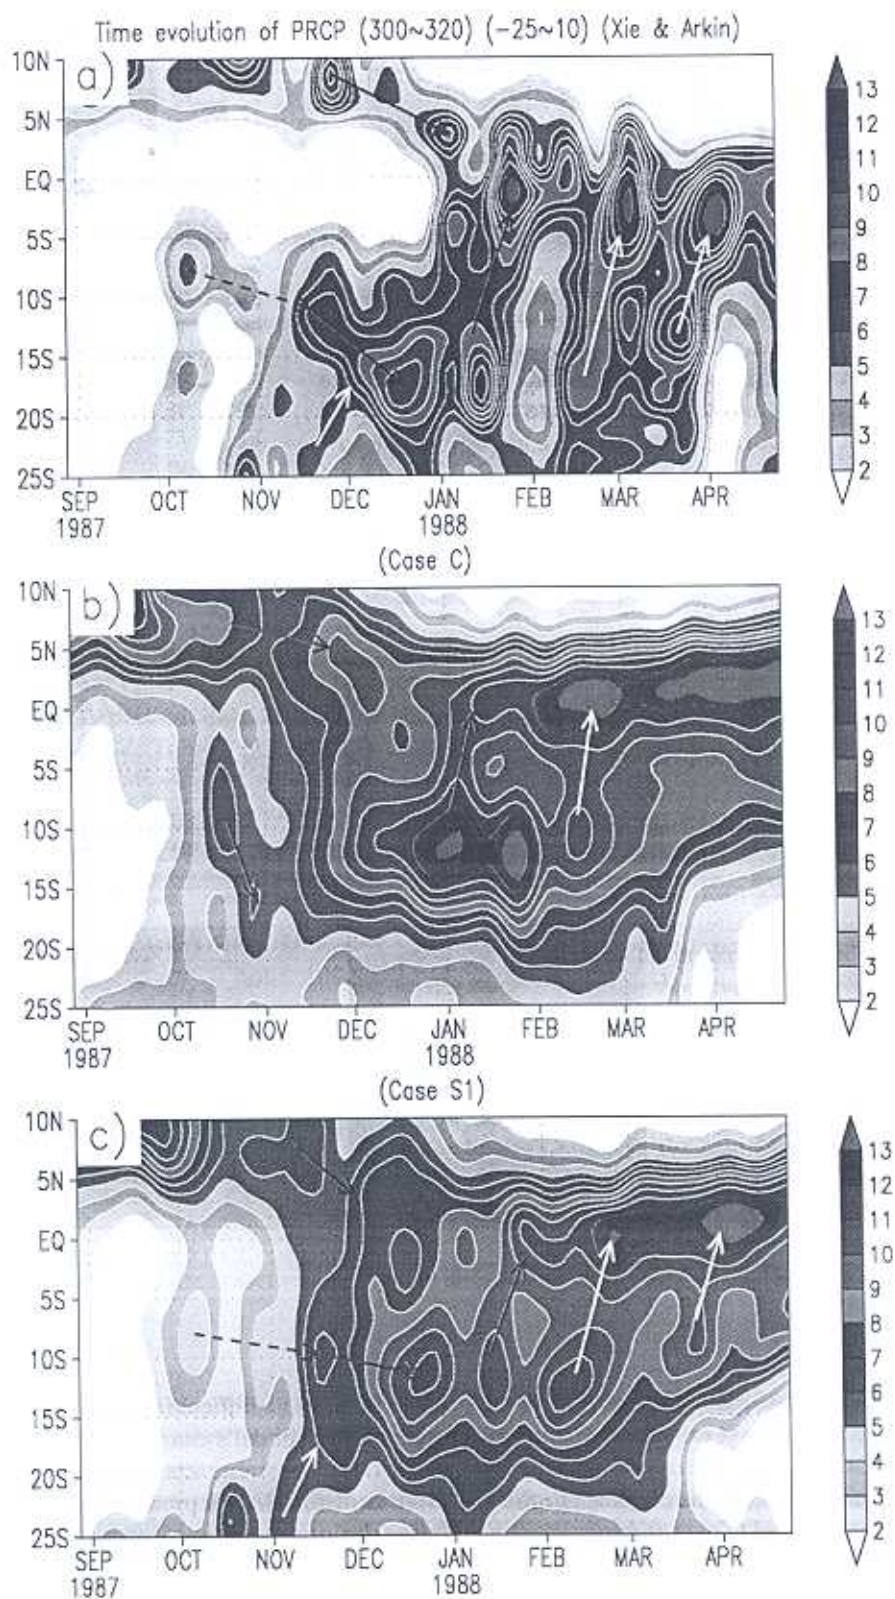 Time evolution of PRCP (300~320) (−25~10) (Xie & Arkin)
a)
10N
5N
EQ
5S
10S
15S
20S
25S
SEP OCT NOV DEC JAN FEB MAR APR
1987 1988
13
12
11
10
9
8
7
6
5
4
3
2
(Case C)
b)
10N
5N
EQ
5S
10S
15S
20S
25S
SEP OCT NOV DEC JAN FEB MAR APR
1987 1988
13
12
11
10
9
8
7
6
5
4
3
2
(Case S1)
c)
10N
5N
EQ
5S
10S
15S
20S
25S
SEP OCT NOV DEC JAN FEB MAR APR
1987 1988
13
12
11
10
9
8
7
6
5
4
3
2